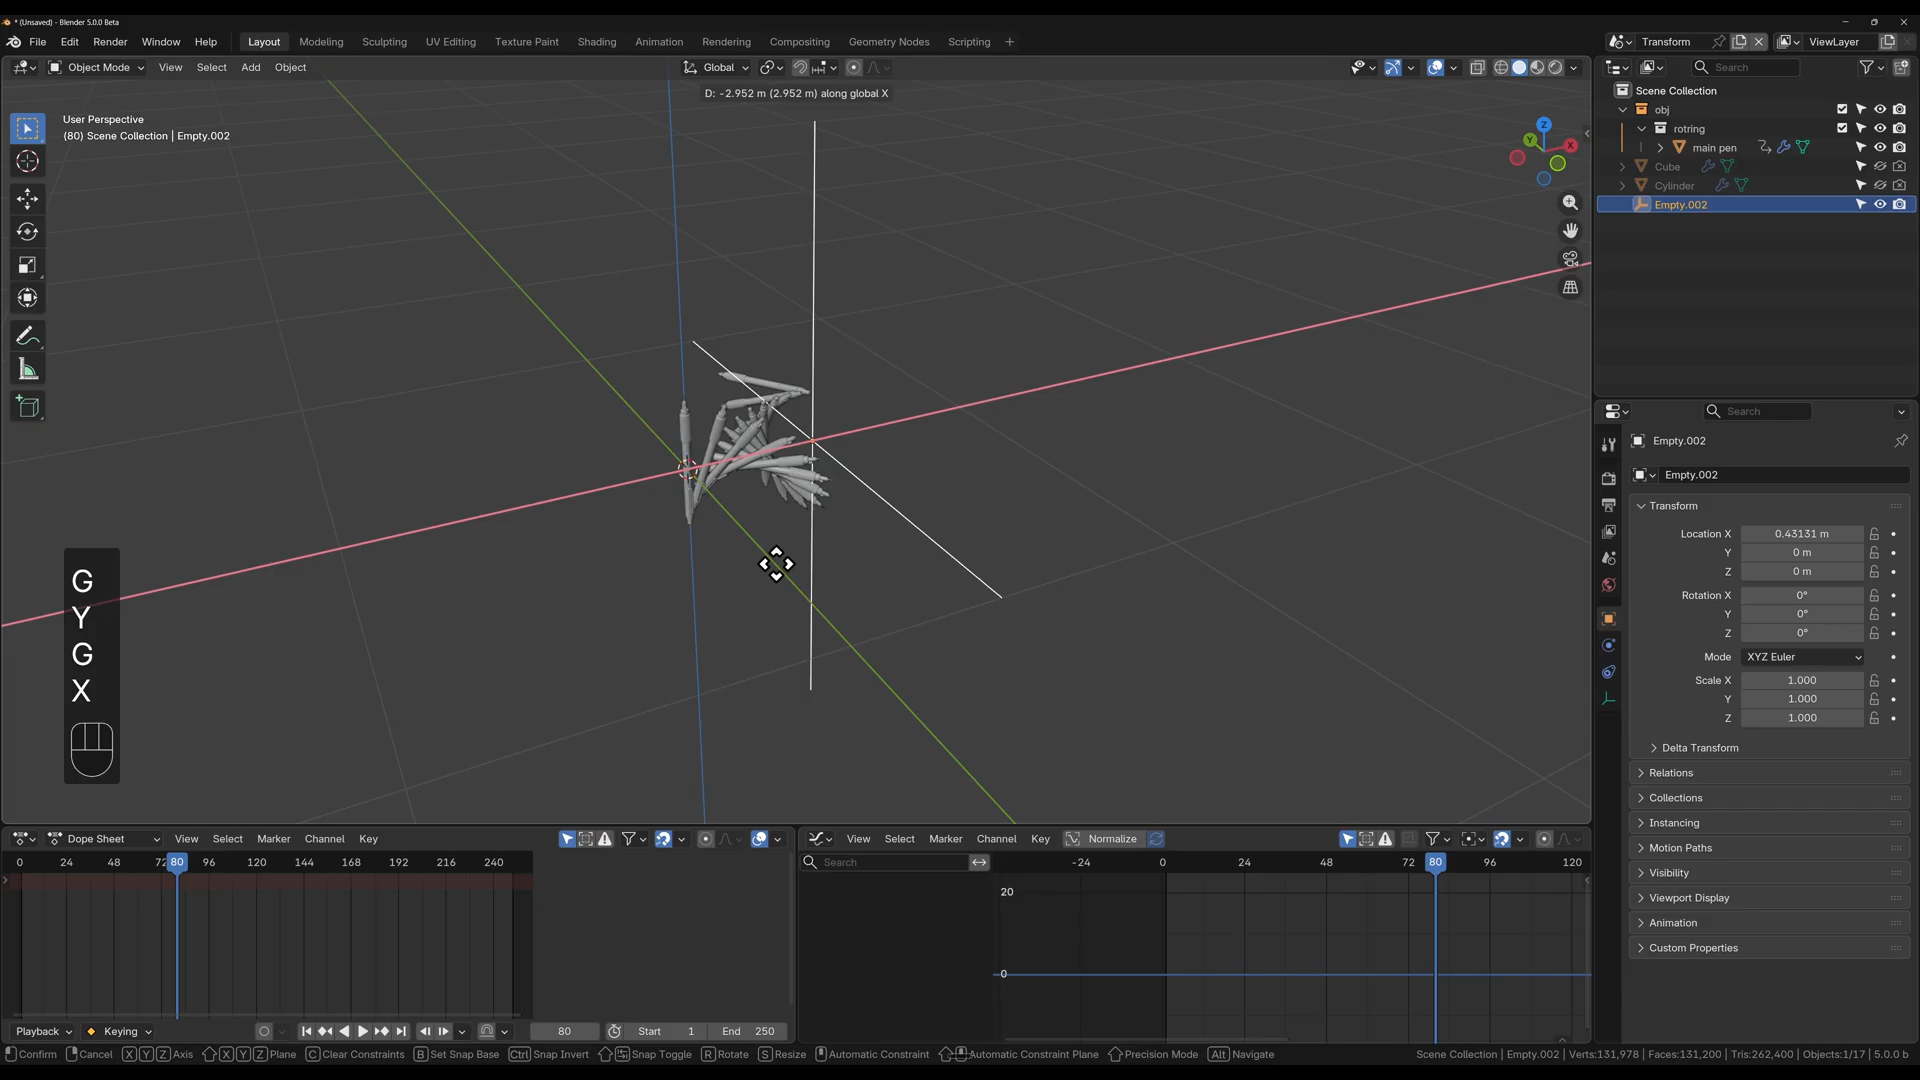 * (Unsaved) - Blender 5.0.0 Beta
File Edit Render Window Help Layout Modeling Sculpting UV Editing Texture Paint Shading Animation Rendering Compositing Geometry Nodes Scripting +
Transform ViewLayer
Object Mode View Select Add Object Global
Search
D: -2.952 m (2.952 m) along global X
User Perspective
(80) Scene Collection | Empty.002
Z
Y
X
Scene Collection
obj
rotring
main pen
Cube
Cylinder
Empty.002
G
Y
G
X
Search
Empty.002
Empty.002
Transform
Location X 0.43131 m
Y 0 m
Z 0 m
Rotation X 0°
Y 0°
Z 0°
Mode XYZ Euler
Scale X 1.000
Y 1.000
Z 1.000
Delta Transform
Relations
Collections
Instancing
Motion Paths
Visibility
Viewport Display
Animation
Custom Properties
Dope Sheet View Select Marker Channel Key
0 24 48 72 80 96 120 144 168 192 216 240
View Select Marker Channel Key Normalize
Search
-24 0 24 48 72 80 96 120
20
0
Playback Keying 80 Start 1 End 250
Confirm Cancel X Y Z Axis X Y Z Plane C Clear Constraints B Set Snap Base Ctrl Snap Invert Snap Toggle R Rotate S Resize Automatic Constraint Automatic Constraint Plane Precision Mode Alt Navigate
Scene Collection | Empty.002 | Verts:131,978 | Faces:131,200 | Tris:262,400 | Objects:1/17 | 5.0.0 b